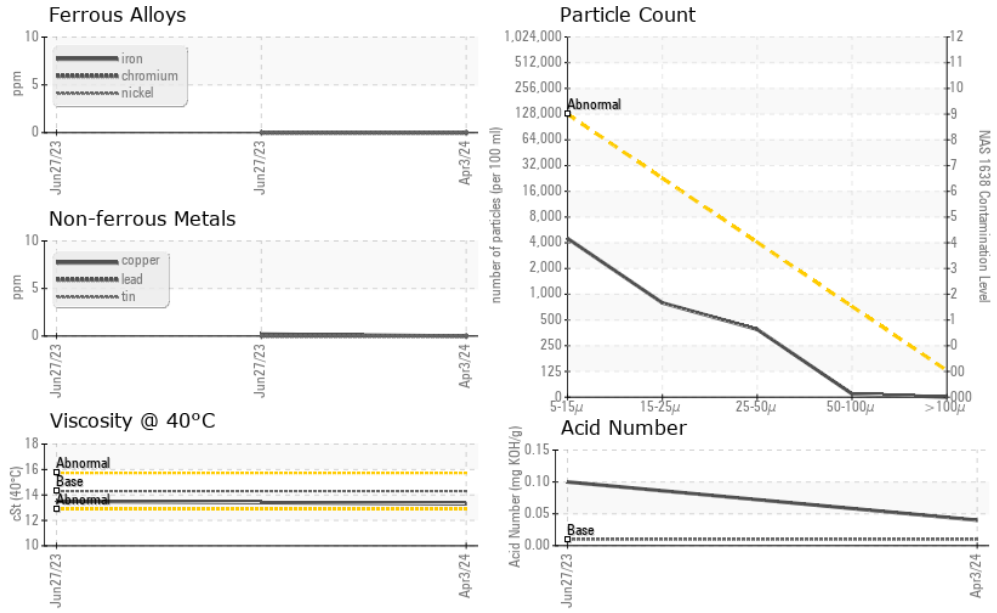 Ferrous Alloys
10
5
0
ppm
iron
chromium
nickel
Jun27/23
Jun27/23
Apr3/24
Non-ferrous Metals
10
5
0
ppm
copper
lead
tin
Jun27/23
Jun27/23
Apr3/24
Viscosity @ 40°C
18
16
14
12
10
cSt (40°C)
Abnormal
Base
Abnormal
Jun27/23
Apr3/24
Particle Count
1,024,000
512,000
256,000
128,000
64,000
32,000
16,000
8,000
4,000
2,000
1,000
500
250
125
0
number of particles (per 100 ml)
Abnormal
12
12
11
10
9
8
7
6
5
4
3
2
1
0
00
000
NAS 1638 Contamination Level
5-15µ
15-25µ
25-50µ
50-100µ
>100µ
Acid Number
0.15
0.10
0.05
0.00
Acid Number (mg KOH/g)
Base
Jun27/23
Apr3/24